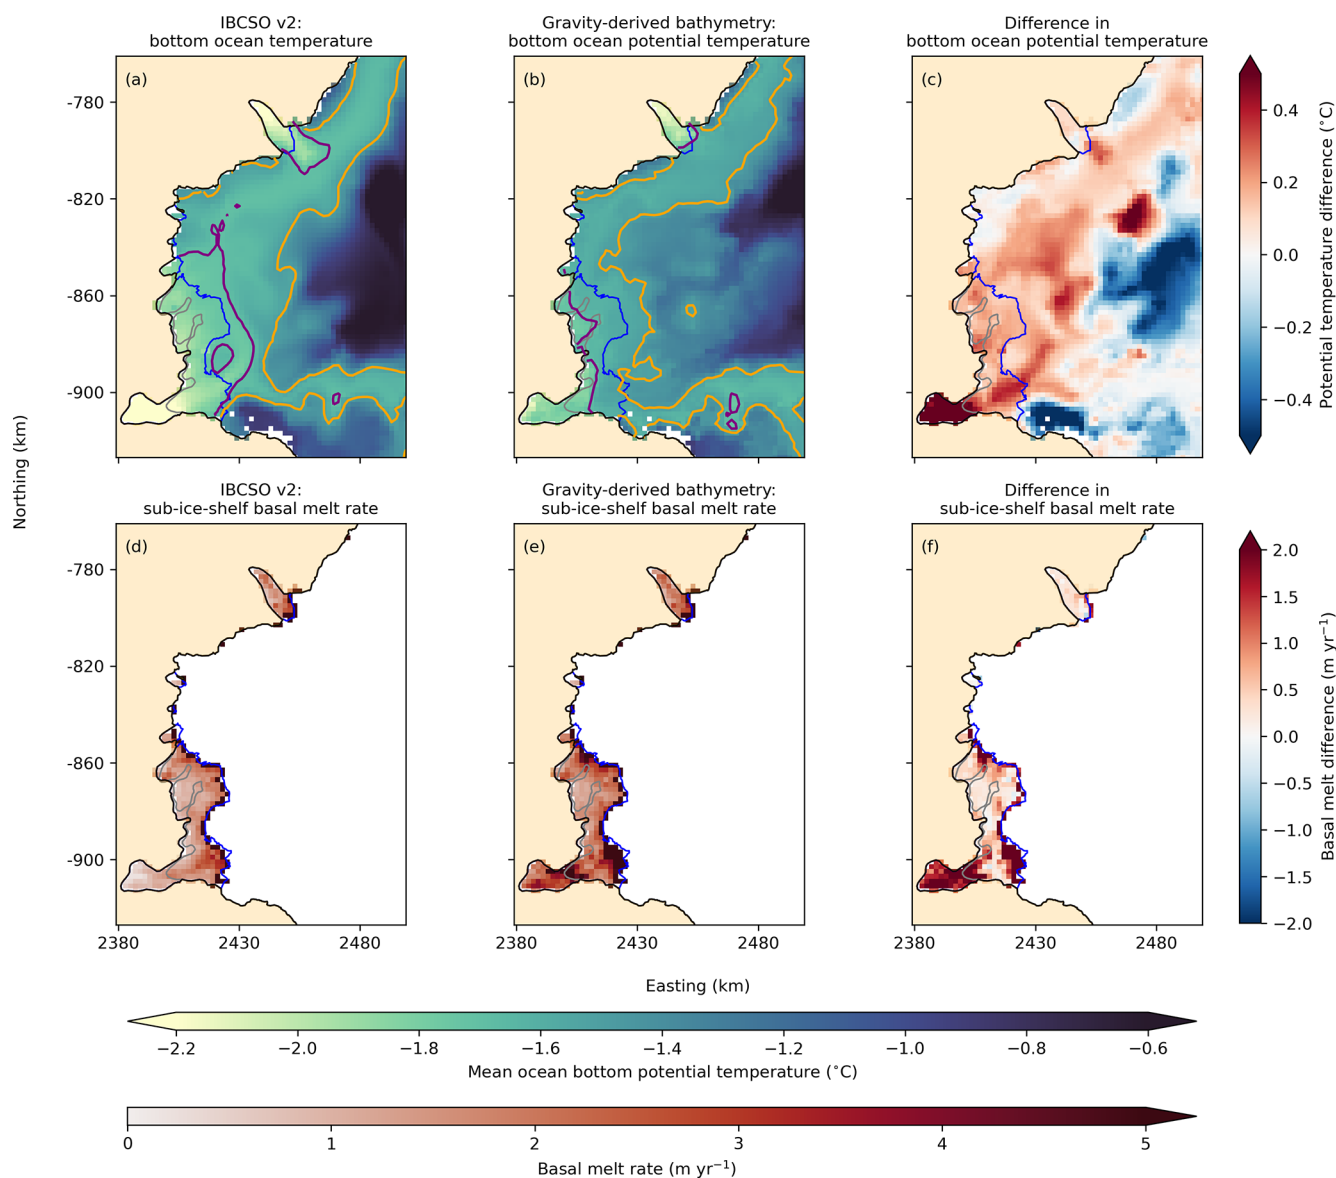 IBCSO v2:
bottom ocean temperature
Gravity-derived bathymetry:
bottom ocean potential temperature
Difference in
bottom ocean potential temperature
(a)
(b)
(c)
-780
-820
-860
-900
0.4
0.2
0.0
−0.2
−0.4
Potential temperature difference (°C)
Northing (km)
IBCSO v2:
sub-ice-shelf basal melt rate
Gravity-derived bathymetry:
sub-ice-shelf basal melt rate
Difference in
sub-ice-shelf basal melt rate
(d)
(e)
(f)
-780
-820
-860
-900
2.0
1.5
1.0
0.5
0.0
−0.5
−1.0
−1.5
−2.0
Basal melt difference (m yr⁻¹)
2380 2430 2480
2380 2430 2480
2380 2430 2480
Easting (km)
−2.2 −2.0 −1.8 −1.6 −1.4 −1.2 −1.0 −0.8 −0.6
Mean ocean bottom potential temperature (°C)
0 1 2 3 4 5
Basal melt rate (m yr⁻¹)